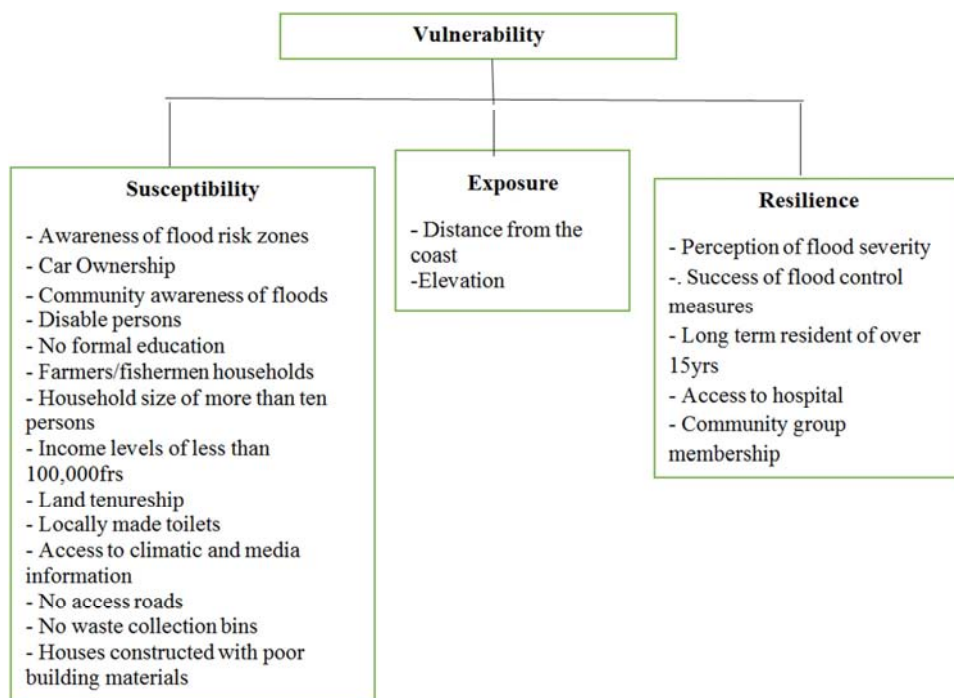 Vulnerability
Susceptibility
- Awareness of flood risk zones
- Car Ownership
- Community awareness of floods
- Disable persons
- No formal education
- Farmers/fishermen households
- Household size of more than ten
persons
- Income levels of less than
100,000frs
- Land tenureship
- Locally made toilets
- Access to climatic and media
information
- No access roads
- No waste collection bins
- Houses constructed with poor
building materials
Exposure
- Distance from the
coast
-Elevation
Resilience
- Perception of flood severity
-. Success of flood control
measures
- Long term resident of over
15yrs
- Access to hospital
- Community group
membership